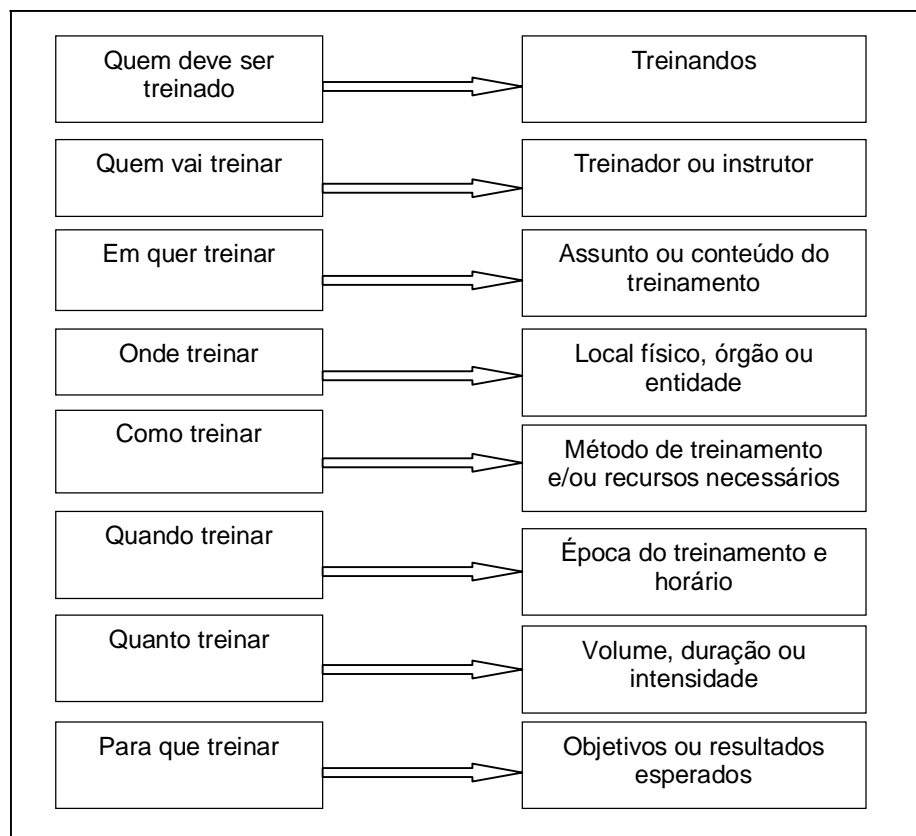 Quem deve ser
treinado
Treinandos
Quem vai treinar
Treinador ou instrutor
Em quer treinar
Assunto ou conteúdo do
treinamento
Onde treinar
Local físico, órgão ou
entidade
Como treinar
Método de treinamento
e/ou recursos necessários
Quando treinar
Época do treinamento e
horário
Quanto treinar
Volume, duração ou
intensidade
Para que treinar
Objetivos ou resultados
esperados